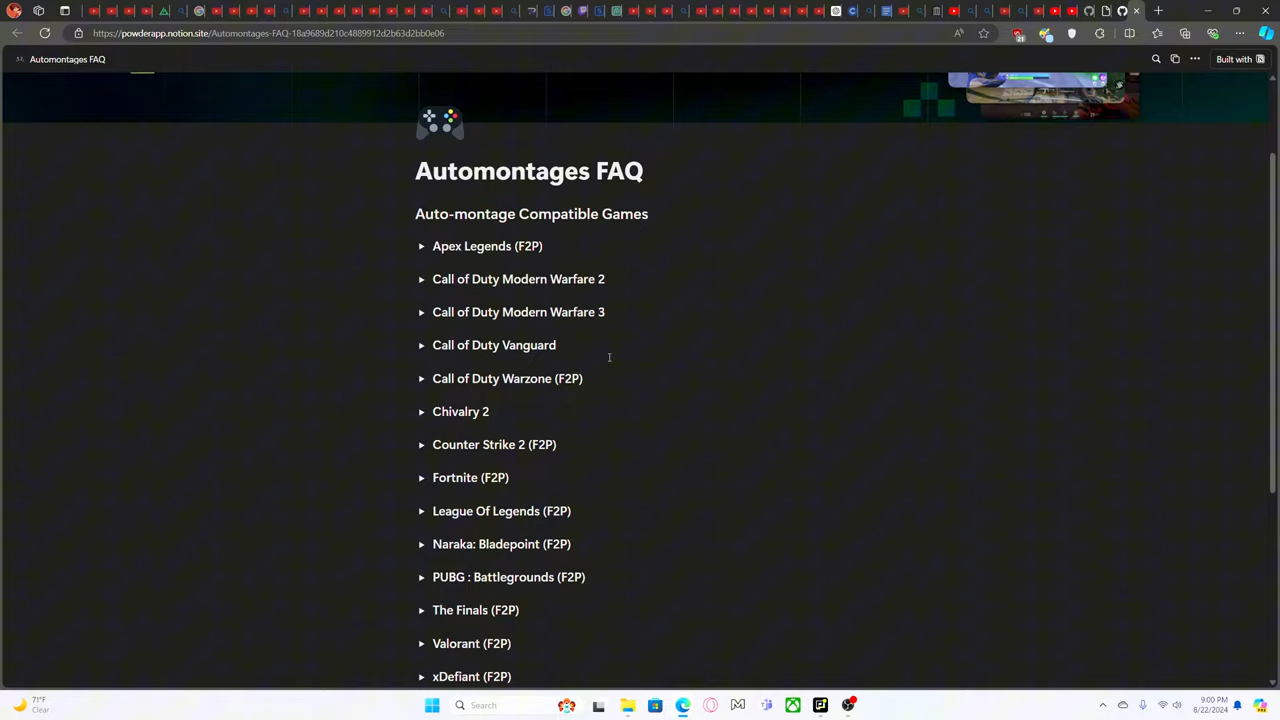 https://powderapp.notion.site/Automontages-FAQ-18a9689d210c4889912d2b63d2bb0e06
21
Automontages FAQ
Built with
Automontages FAQ
Auto-montage Compatible Games
Apex Legends (F2P)
Call of Duty Modern Warfare 2
Call of Duty Modern Warfare 3
Call of Duty Vanguard
Call of Duty Warzone (F2P)
Chivalry 2
Counter Strike 2 (F2P)
Fortnite (F2P)
League Of Legends (F2P)
Naraka: Bladepoint (F2P)
PUBG : Battlegrounds (F2P)
The Finals (F2P)
Valorant (F2P)
xDefiant (F2P)
71°F
Clear
Search
9:00 PM
8/22/2024